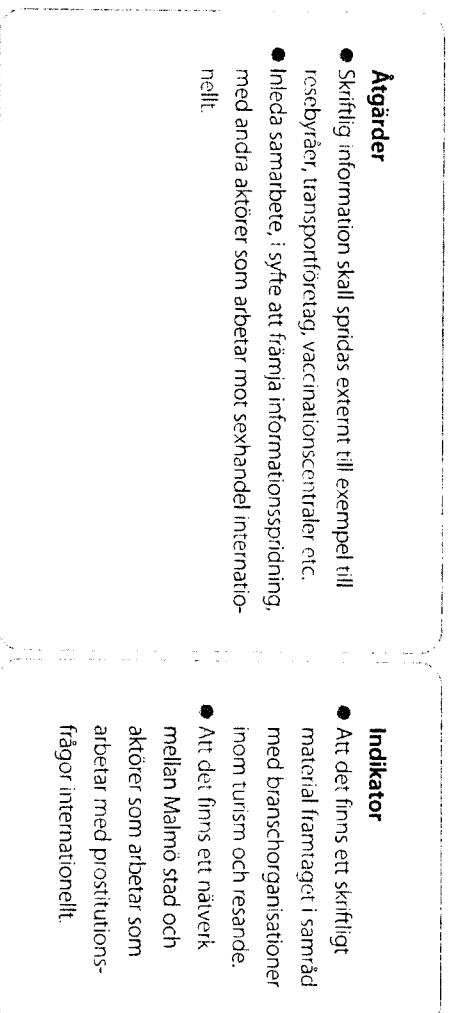 Åtgärder
● Skriftlig information skall spridas externt till exempel till
resebyråer, transportföretag, vaccinationscentraler etc.
● Inleda samarbete, i syfte att främja informationsspridning,
med andra aktörer som arbetar mot sexhandel internatio-
nellt.
Indikator
● Att det finns ett skriftligt
material framtaget i samråd
med branschorganisationer
inom turism och resande.
● Att det finns ett nätverk
mellan Malmö stad och
aktörer som arbetar som
arbetar med prostitutions-
frågor internationellt.